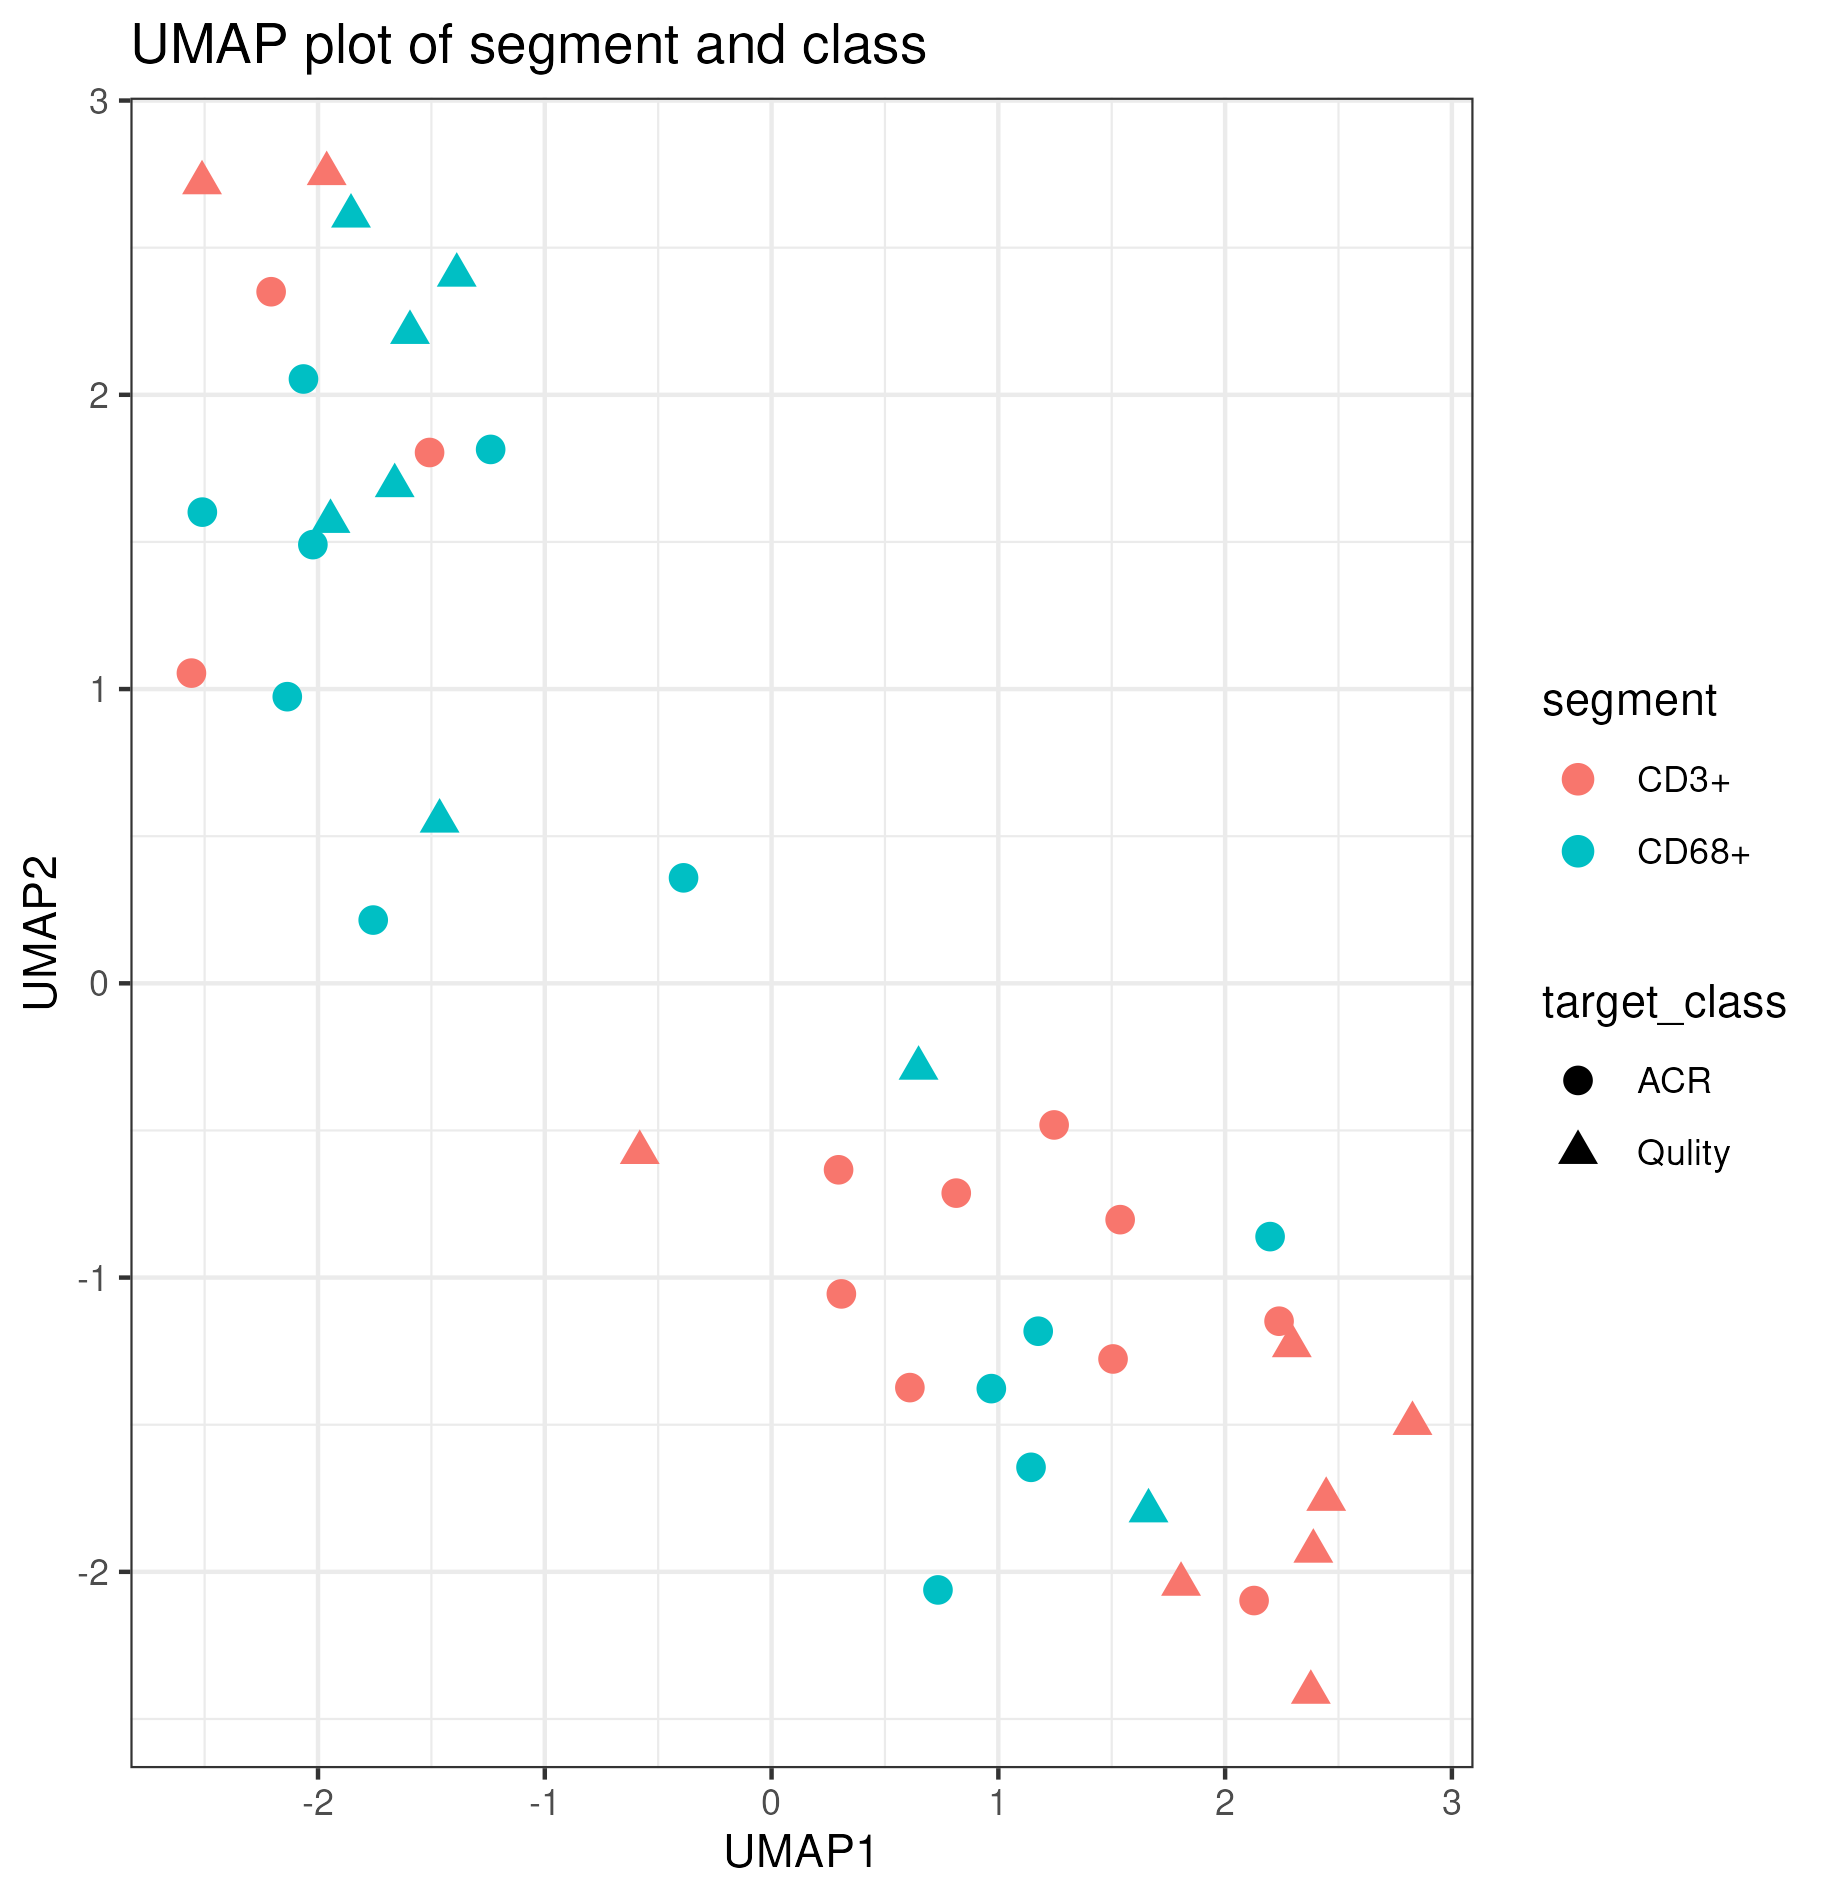 UMAP plot of segment and class
3
2
1
0
-1
-2
UMAP2
-2
-1
0
1
2
3
UMAP1
segment
CD3+
CD68+
target_class
ACR
Qulity